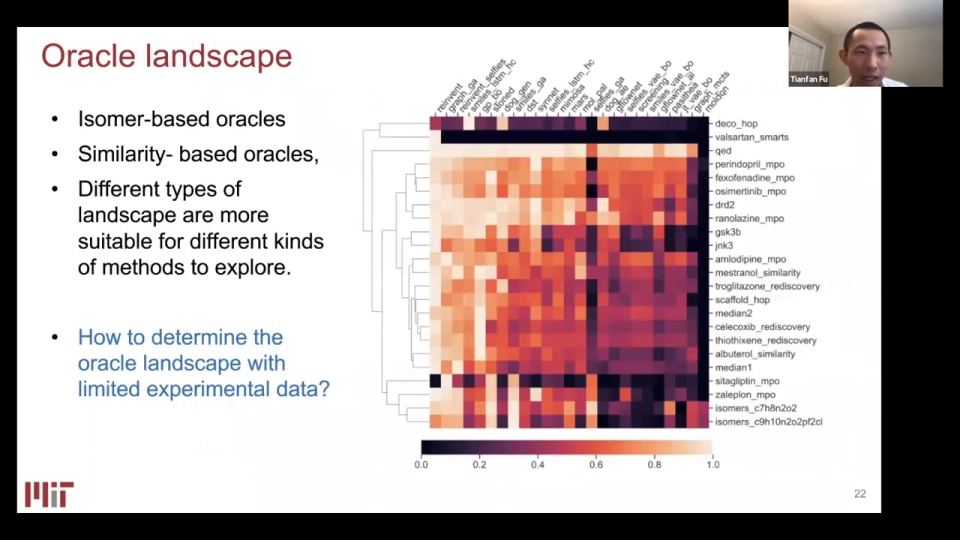 Oracle landscape
Tianfan Fu
• Isomer-based oracles
• Similarity- based oracles,
• Different types of
landscape are more
suitable for different kinds
of methods to explore.
• How to determine the
oracle landscape with
limited experimental data?
reinvent
graph_ga
reinvent_selfies
smiles_lstm_hc
gp_bo
stoned
dog_gen
smiles_ga
dst
synnet
selfies_lstm_hc
mimosa
mars
mol_pal
selfies_ga
dog_ae
gflownet
selfies_vae_bo
screening
smiles_vae_bo
gflownet_al
pasithea
jt_vae_bo
graph_mcts
moldqn
deco_hop
valsartan_smarts
qed
perindopril_mpo
fexofenadine_mpo
osimertinib_mpo
drd2
ranolazine_mpo
gsk3b
jnk3
amlodipine_mpo
mestranol_similarity
troglitazone_rediscovery
scaffold_hop
median2
celecoxib_rediscovery
thiothixene_rediscovery
albuterol_similarity
median1
sitagliptin_mpo
zaleplon_mpo
isomers_c7h8n2o2
isomers_c9h10n2o2pf2cl
0.0 0.2 0.4 0.6 0.8 1.0
MIT
22